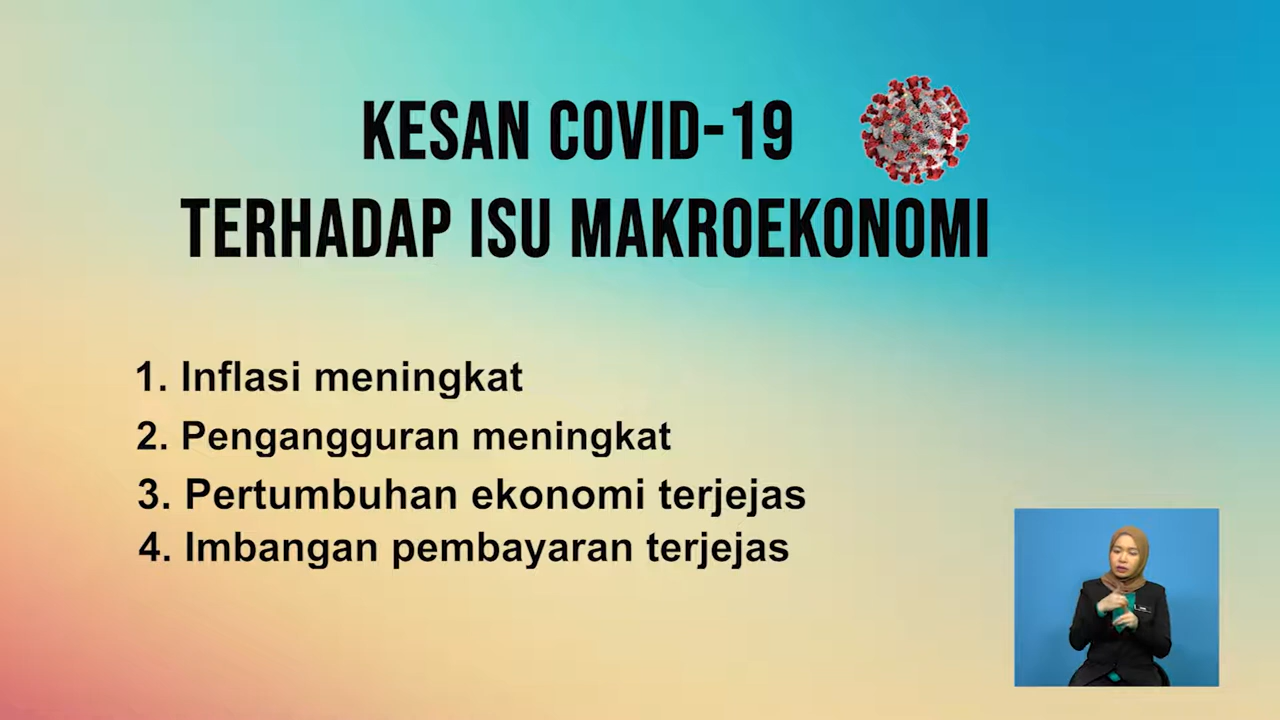 KESAN COVID-19
TERHADAP ISU MAKROEKONOMI
1. Inflasi meningkat
2. Pengangguran meningkat
3. Pertumbuhan ekonomi terjejas
4. Imbangan pembayaran terjejas